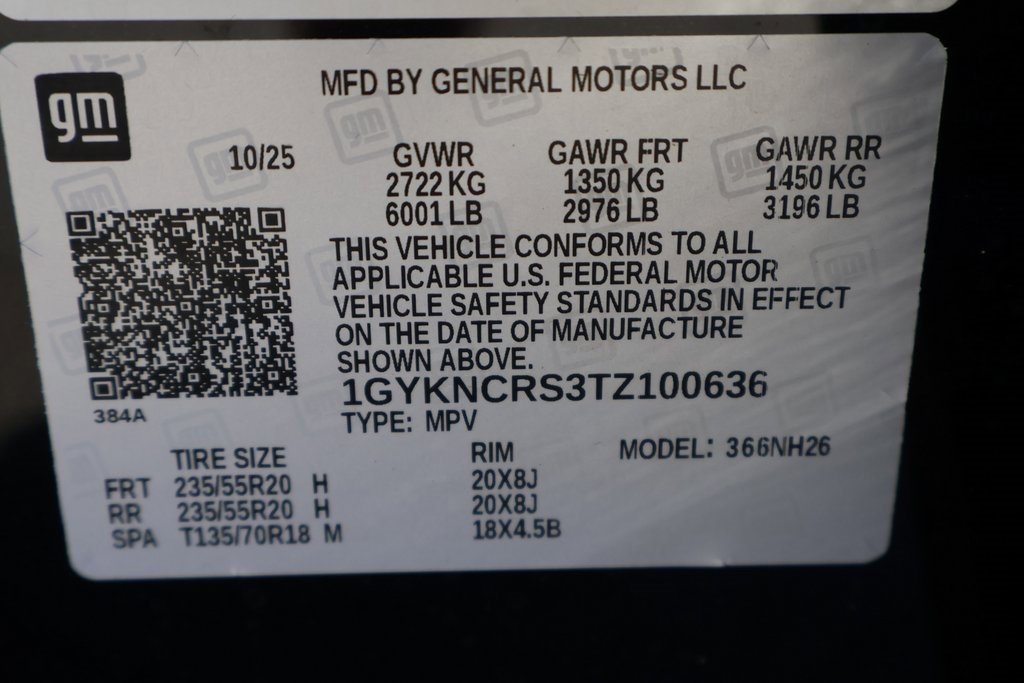 gm
MFD BY GENERAL MOTORS LLC
10/25 GVWR GAWR FRT GAWR RR
2722 KG 1350 KG 1450 KG
6001 LB 2976 LB 3196 LB
THIS VEHICLE CONFORMS TO ALL
APPLICABLE U.S. FEDERAL MOTOR
VEHICLE SAFETY STANDARDS IN EFFECT
ON THE DATE OF MANUFACTURE
SHOWN ABOVE.
1GYKNCRS3TZ100636
384A
TYPE: MPV
TIRE SIZE RIM MODEL: 366NH26
FRT 235/55R20 H 20X8J
RR 235/55R20 H 20X8J
SPA T135/70R18 M 18X4.5B